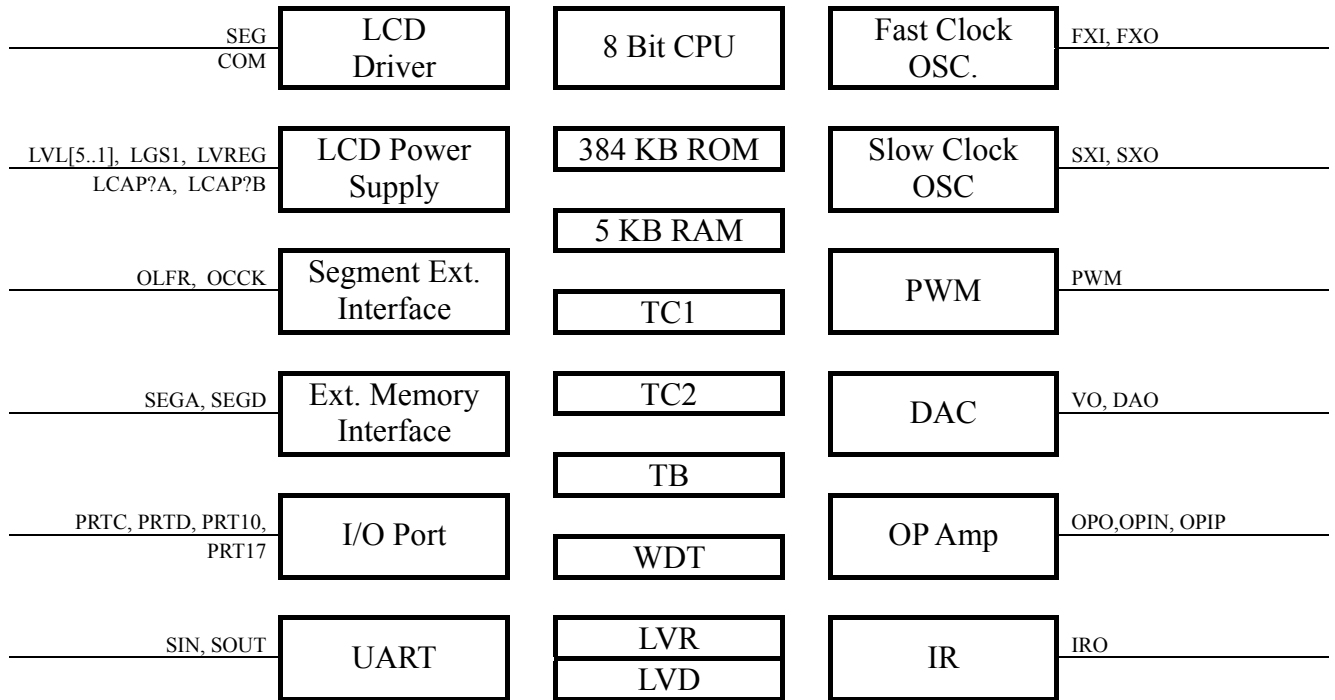 SEG
COM
LCD
Driver
8 Bit CPU
Fast Clock
OSC.
FXI, FXO
LVL[5..1], LGS1, LVREG
LCAP?A, LCAP?B
LCD Power
Supply
384 KB ROM
Slow Clock
OSC
SXI, SXO
5 KB RAM
OLFR, OCCK
Segment Ext.
Interface
TC1
PWM
PWM
SEGA, SEGD
Ext. Memory
Interface
TC2
DAC
VO, DAO
TB
PRTC, PRTD, PRT10,
PRT17
I/O Port
WDT
OP Amp
OPO,OPIN, OPIP
SIN, SOUT
UART
LVR
LVD
IR
IRO